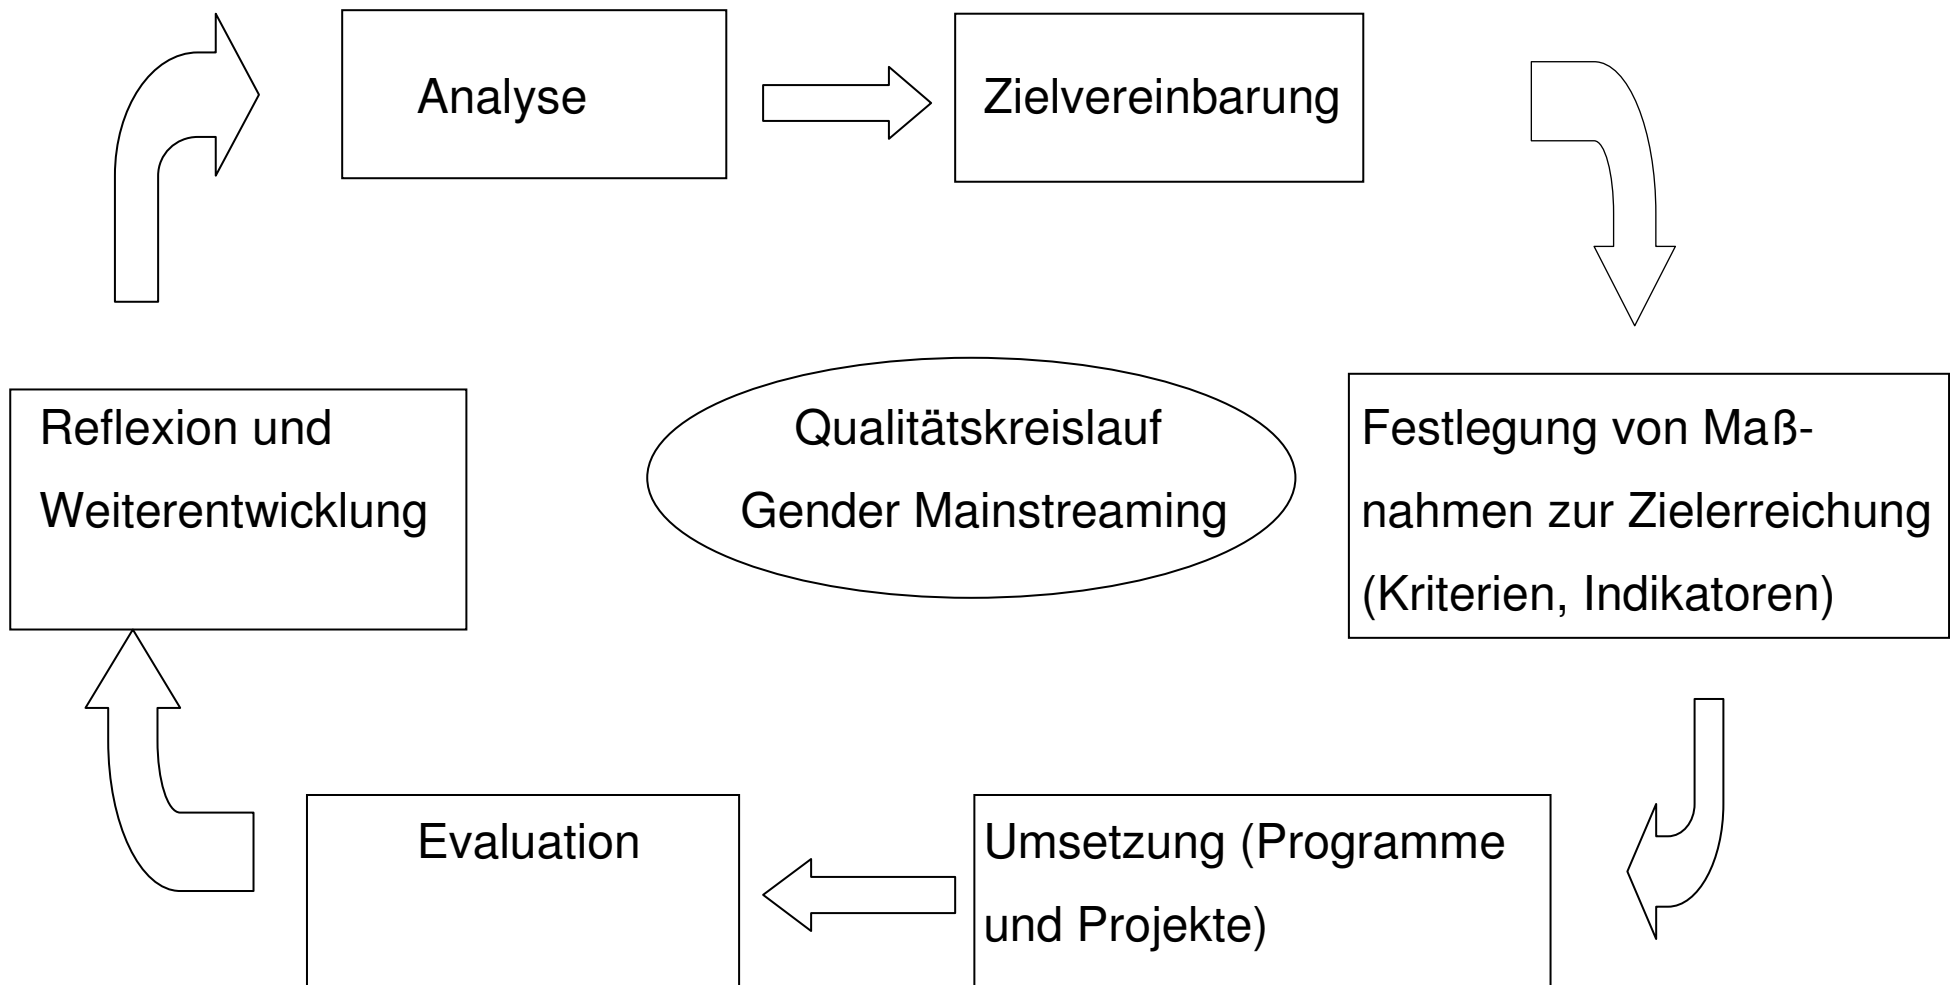 Analyse
Zielvereinbarung
Qualitätskreislauf
Gender Mainstreaming
Festlegung von Maß-
nahmen zur Zielerreichung
(Kriterien, Indikatoren)
Umsetzung (Programme
und Projekte)
Evaluation
Reflexion und
Weiterentwicklung